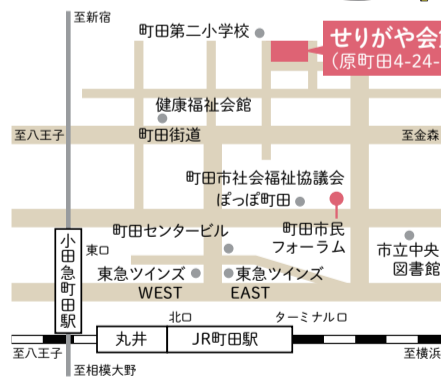 至新宿
町田第二小学校
せりがや会
(原町田4-24-
健康福祉会館
至八王子
町田街道
至金森
町田市社会福祉協議会
ぽっぽ町田
町田センタービル
町田市民
フォーラム
市立中央
図書館
小田急町田駅
東口
東急ツインズ
WEST
東急ツインズ
EAST
北口
ターミナル口
丸井
JR町田駅
至八王子
至横浜
至相模大野